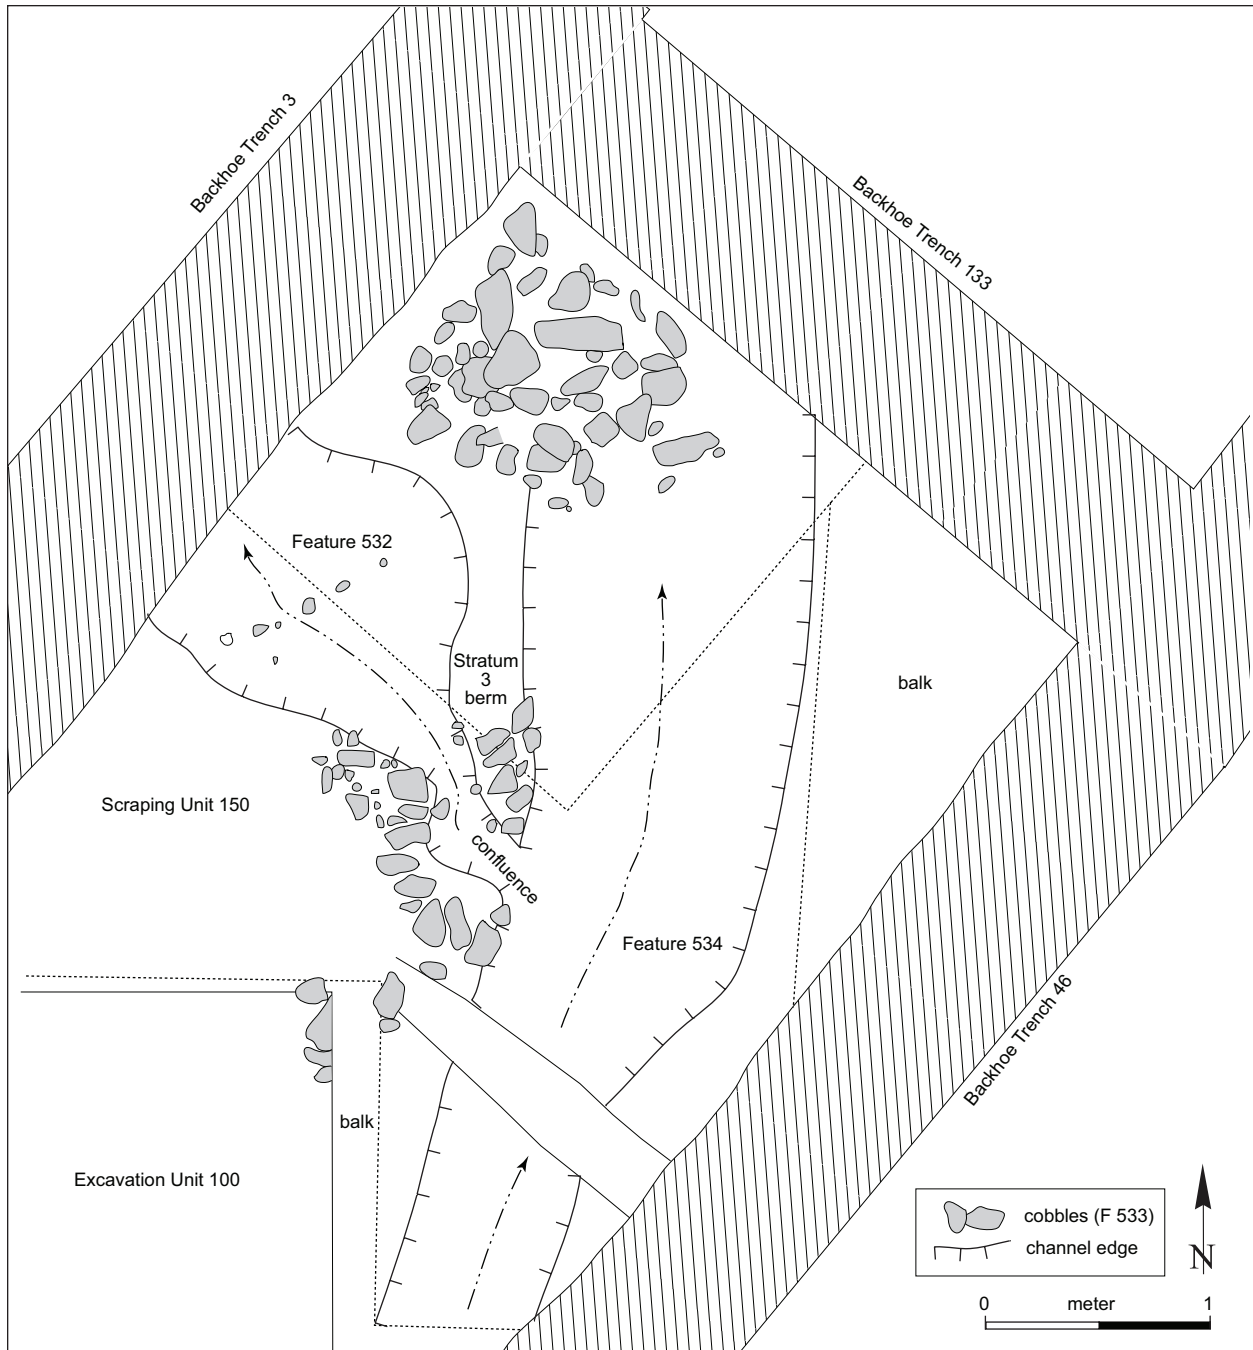 Backhoe Trench 3
Backhoe Trench 133
Feature 532
Stratum
3
berm
balk
Scraping Unit 150
confluence
Feature 534
Backhoe Trench 46
balk
Excavation Unit 100
cobbles (F 533)
channel edge
N
0 meter 1